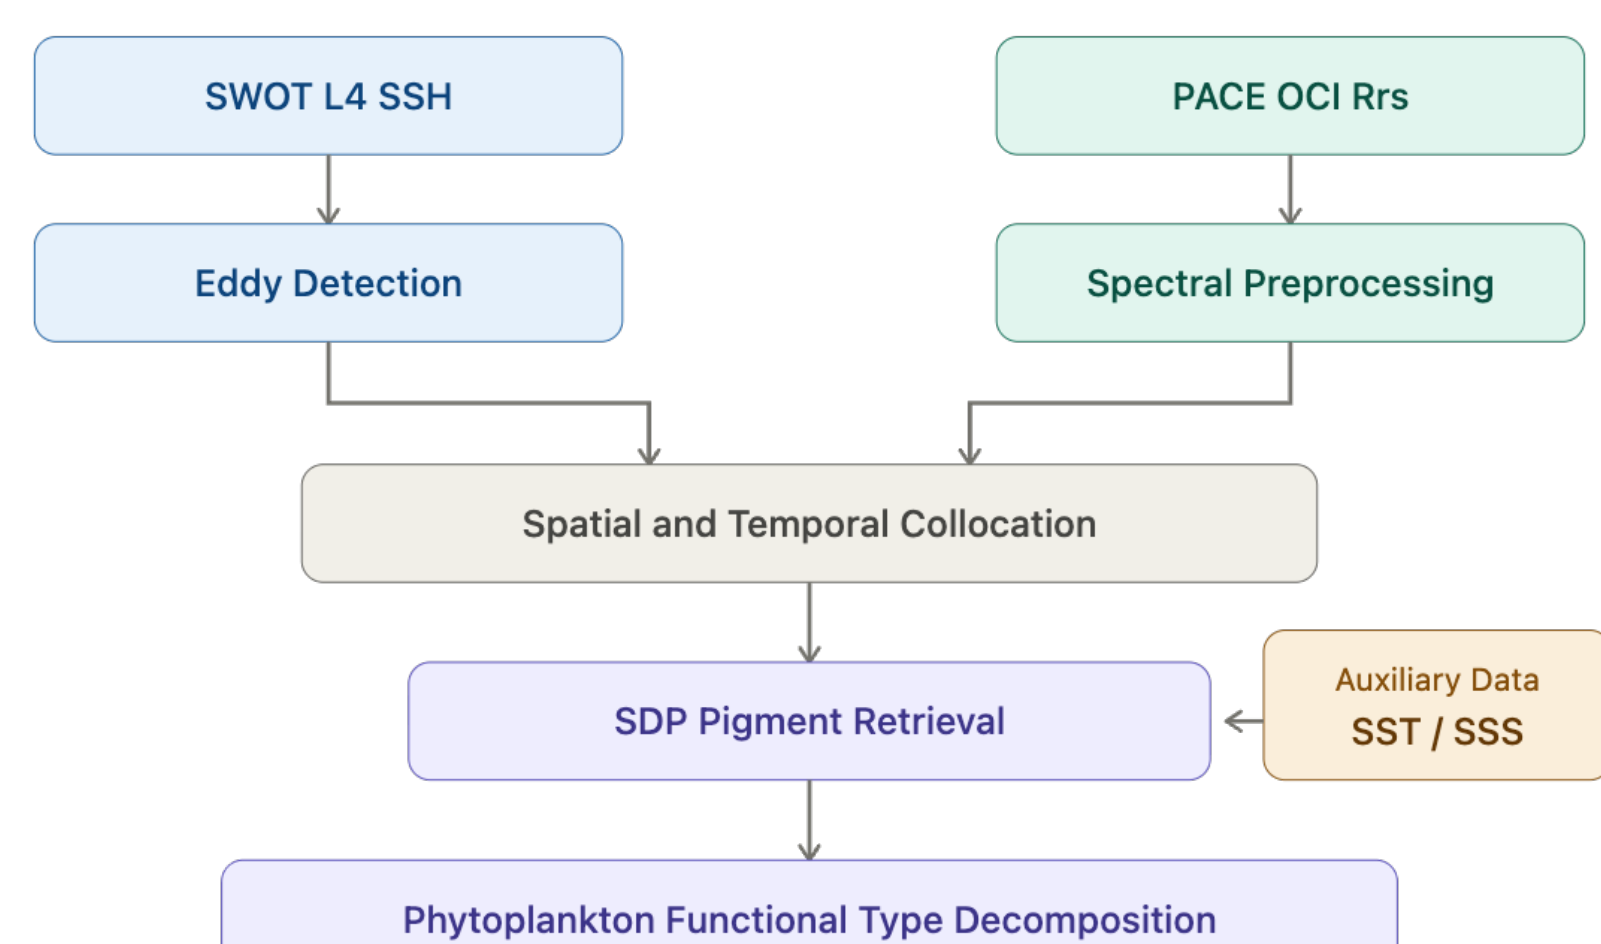 SWOT L4 SSH
PACE OCI Rrs
Eddy Detection
Spectral Preprocessing
Spatial and Temporal Collocation
SDP Pigment Retrieval
Auxiliary Data
SST / SSS
Phytoplankton Functional Type Decomposition